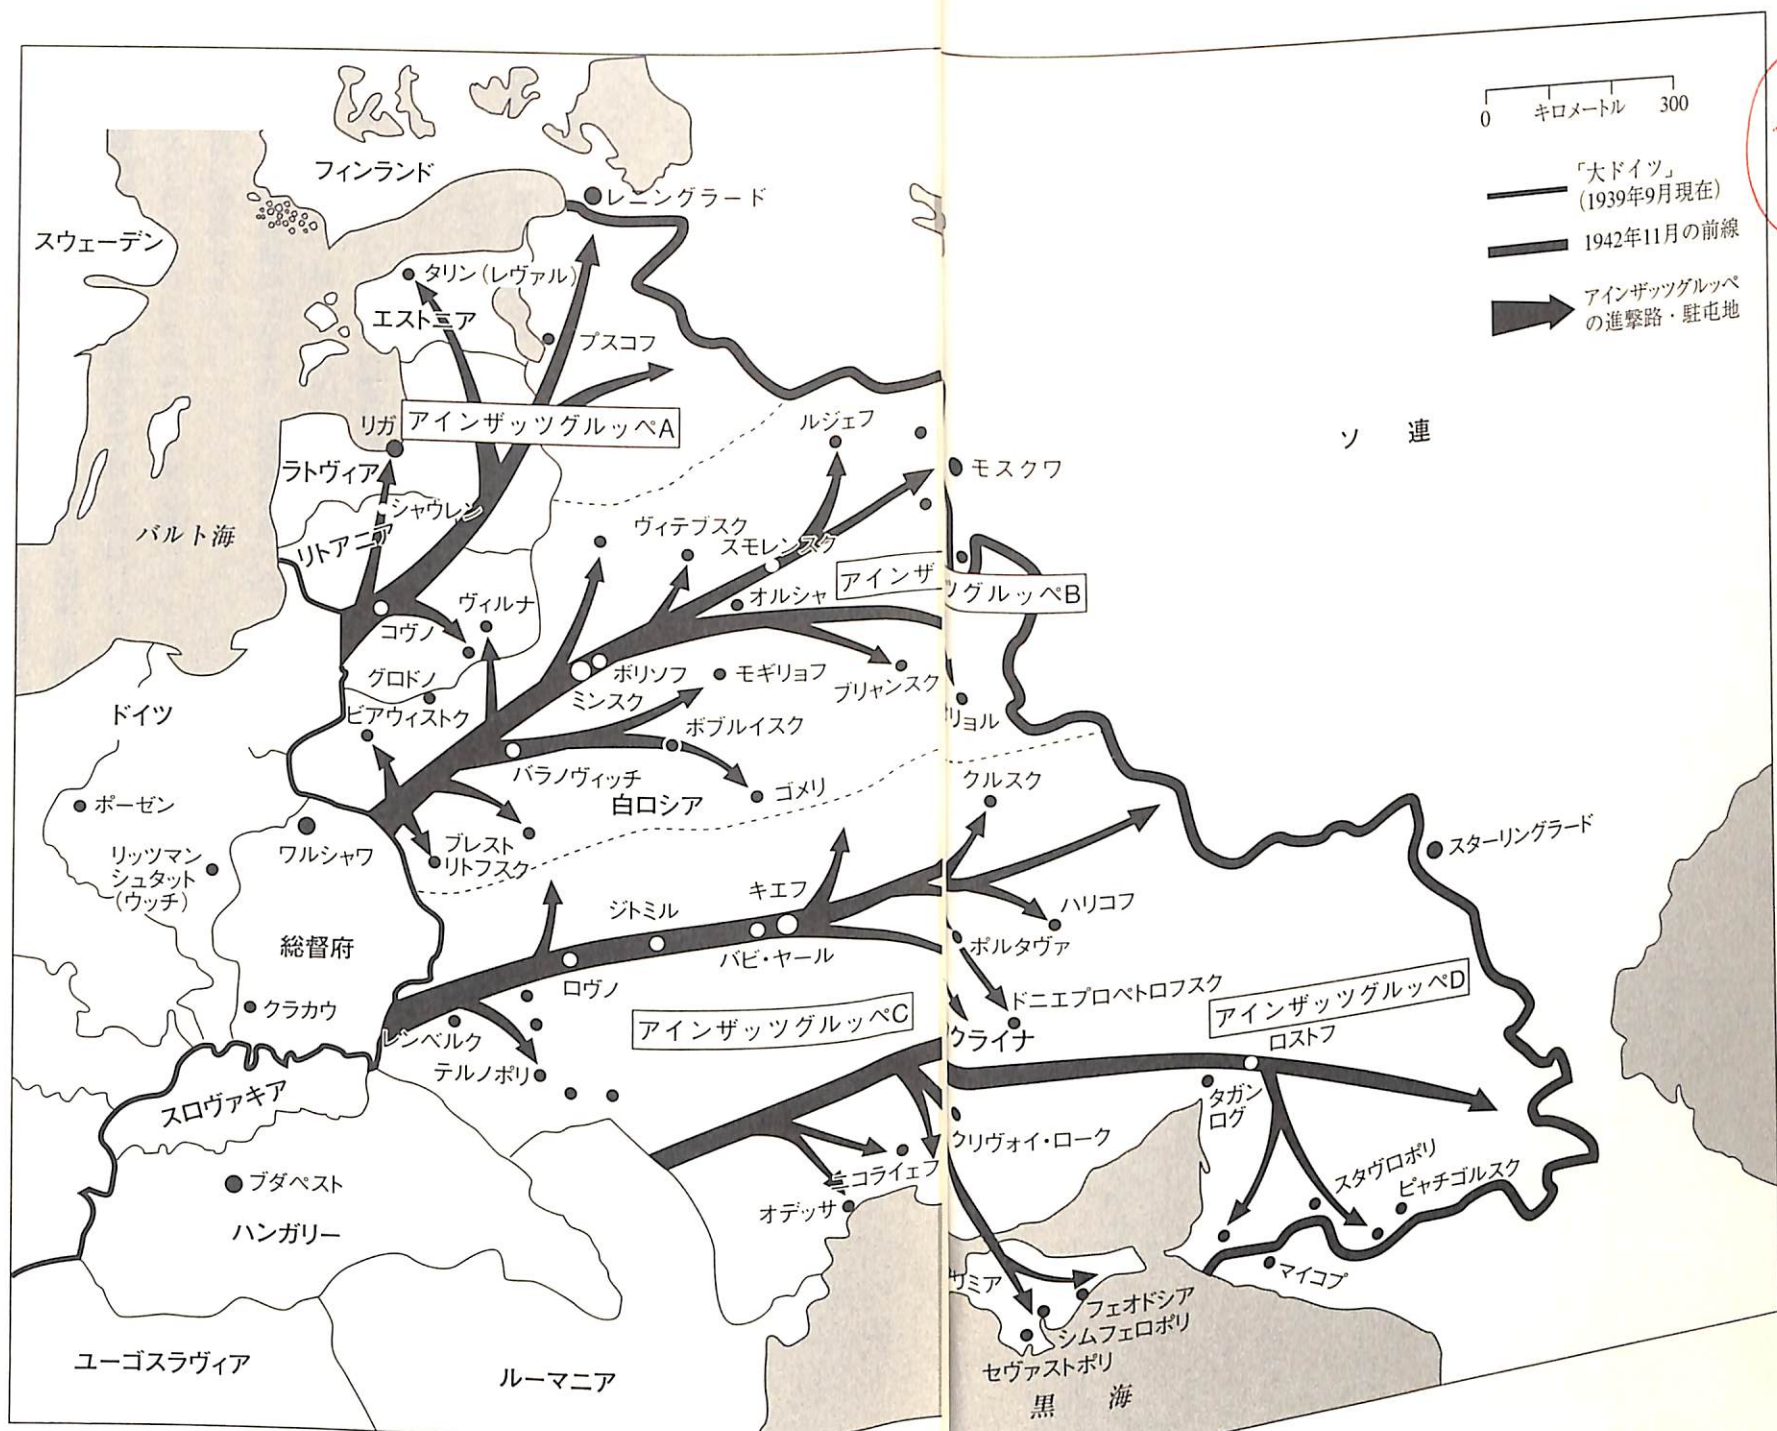 0 キロメートル 300
「大ドイツ」
(1939年9月現在)
1942年11月の前線
アインザッツグルッペ
の進撃路・駐屯地
フィンランド
レニングラード
スウェーデン
タリン(レヴァル)
エストニア
プスコフ
リガ
アインザッツグルッペA
ルジェフ
ソ連
モスクワ
ラトヴィア
シャウレン
バルト海
リトアニア
ヴィテブスク
スモレンスク
アインザ
ツグルッペB
オルシャ
ヴィルナ
コヴノ
グロドノ
ボリソフ
ミンスク
モギリョフ
ブリャンスク
リョル
ドイツ
ビアウィストク
ボブルイスク
バラノヴィッチ
白ロシア
ゴメリ
クルスク
ポーゼン
ワルシャワ
ブレスト
リトフスク
リッツマン
シュタット
(ウッチ)
スターリングラード
キエフ
ジトミル
ハリコフ
総督府
バビ・ヤール
ポルタヴァ
ロヴノ
ドニエプロペトロフスク
クラカウ
アインザッツグルッペC
アインザッツグルッペD
レンベルク
クライナ
ロストフ
テルノポリ
スロヴァキア
タガン
ログ
クリヴォイ・ローク
ニコライェフ
スタヴロポリ
ピャチゴルスク
ブダペスト
オデッサ
ハンガリー
リミア
マイコプ
フェオドシア
シムフェロポリ
セヴァストポリ
ユーゴスラヴィア
ルーマニア
黒海